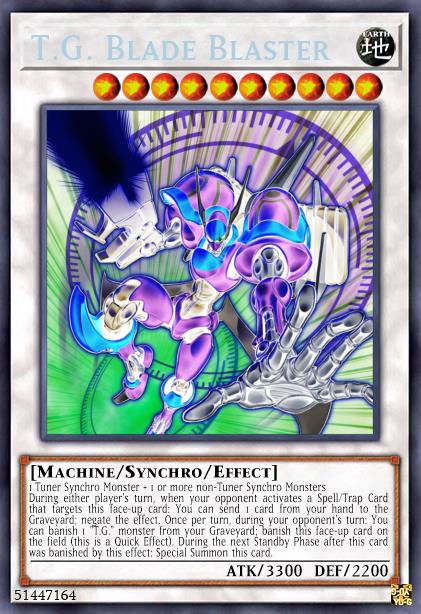 T.G. Blade Blaster
EARTH
地
[Machine/Synchro/Effect]
1 Tuner Synchro Monster + 1 or more non-Tuner Synchro Monsters
During either player's turn, when your opponent activates a Spell/Trap Card
that targets this face-up card: You can send 1 card from your hand to the
Graveyard; negate the effect. Once per turn, during your opponent's turn: You
can banish 1 "T.G." monster from your Graveyard; banish this face-up card on
the field (this is a Quick Effect). During the next Standby Phase after this card
was banished by this effect: Special Summon this card.
ATK/3300 DEF/2200
51447164